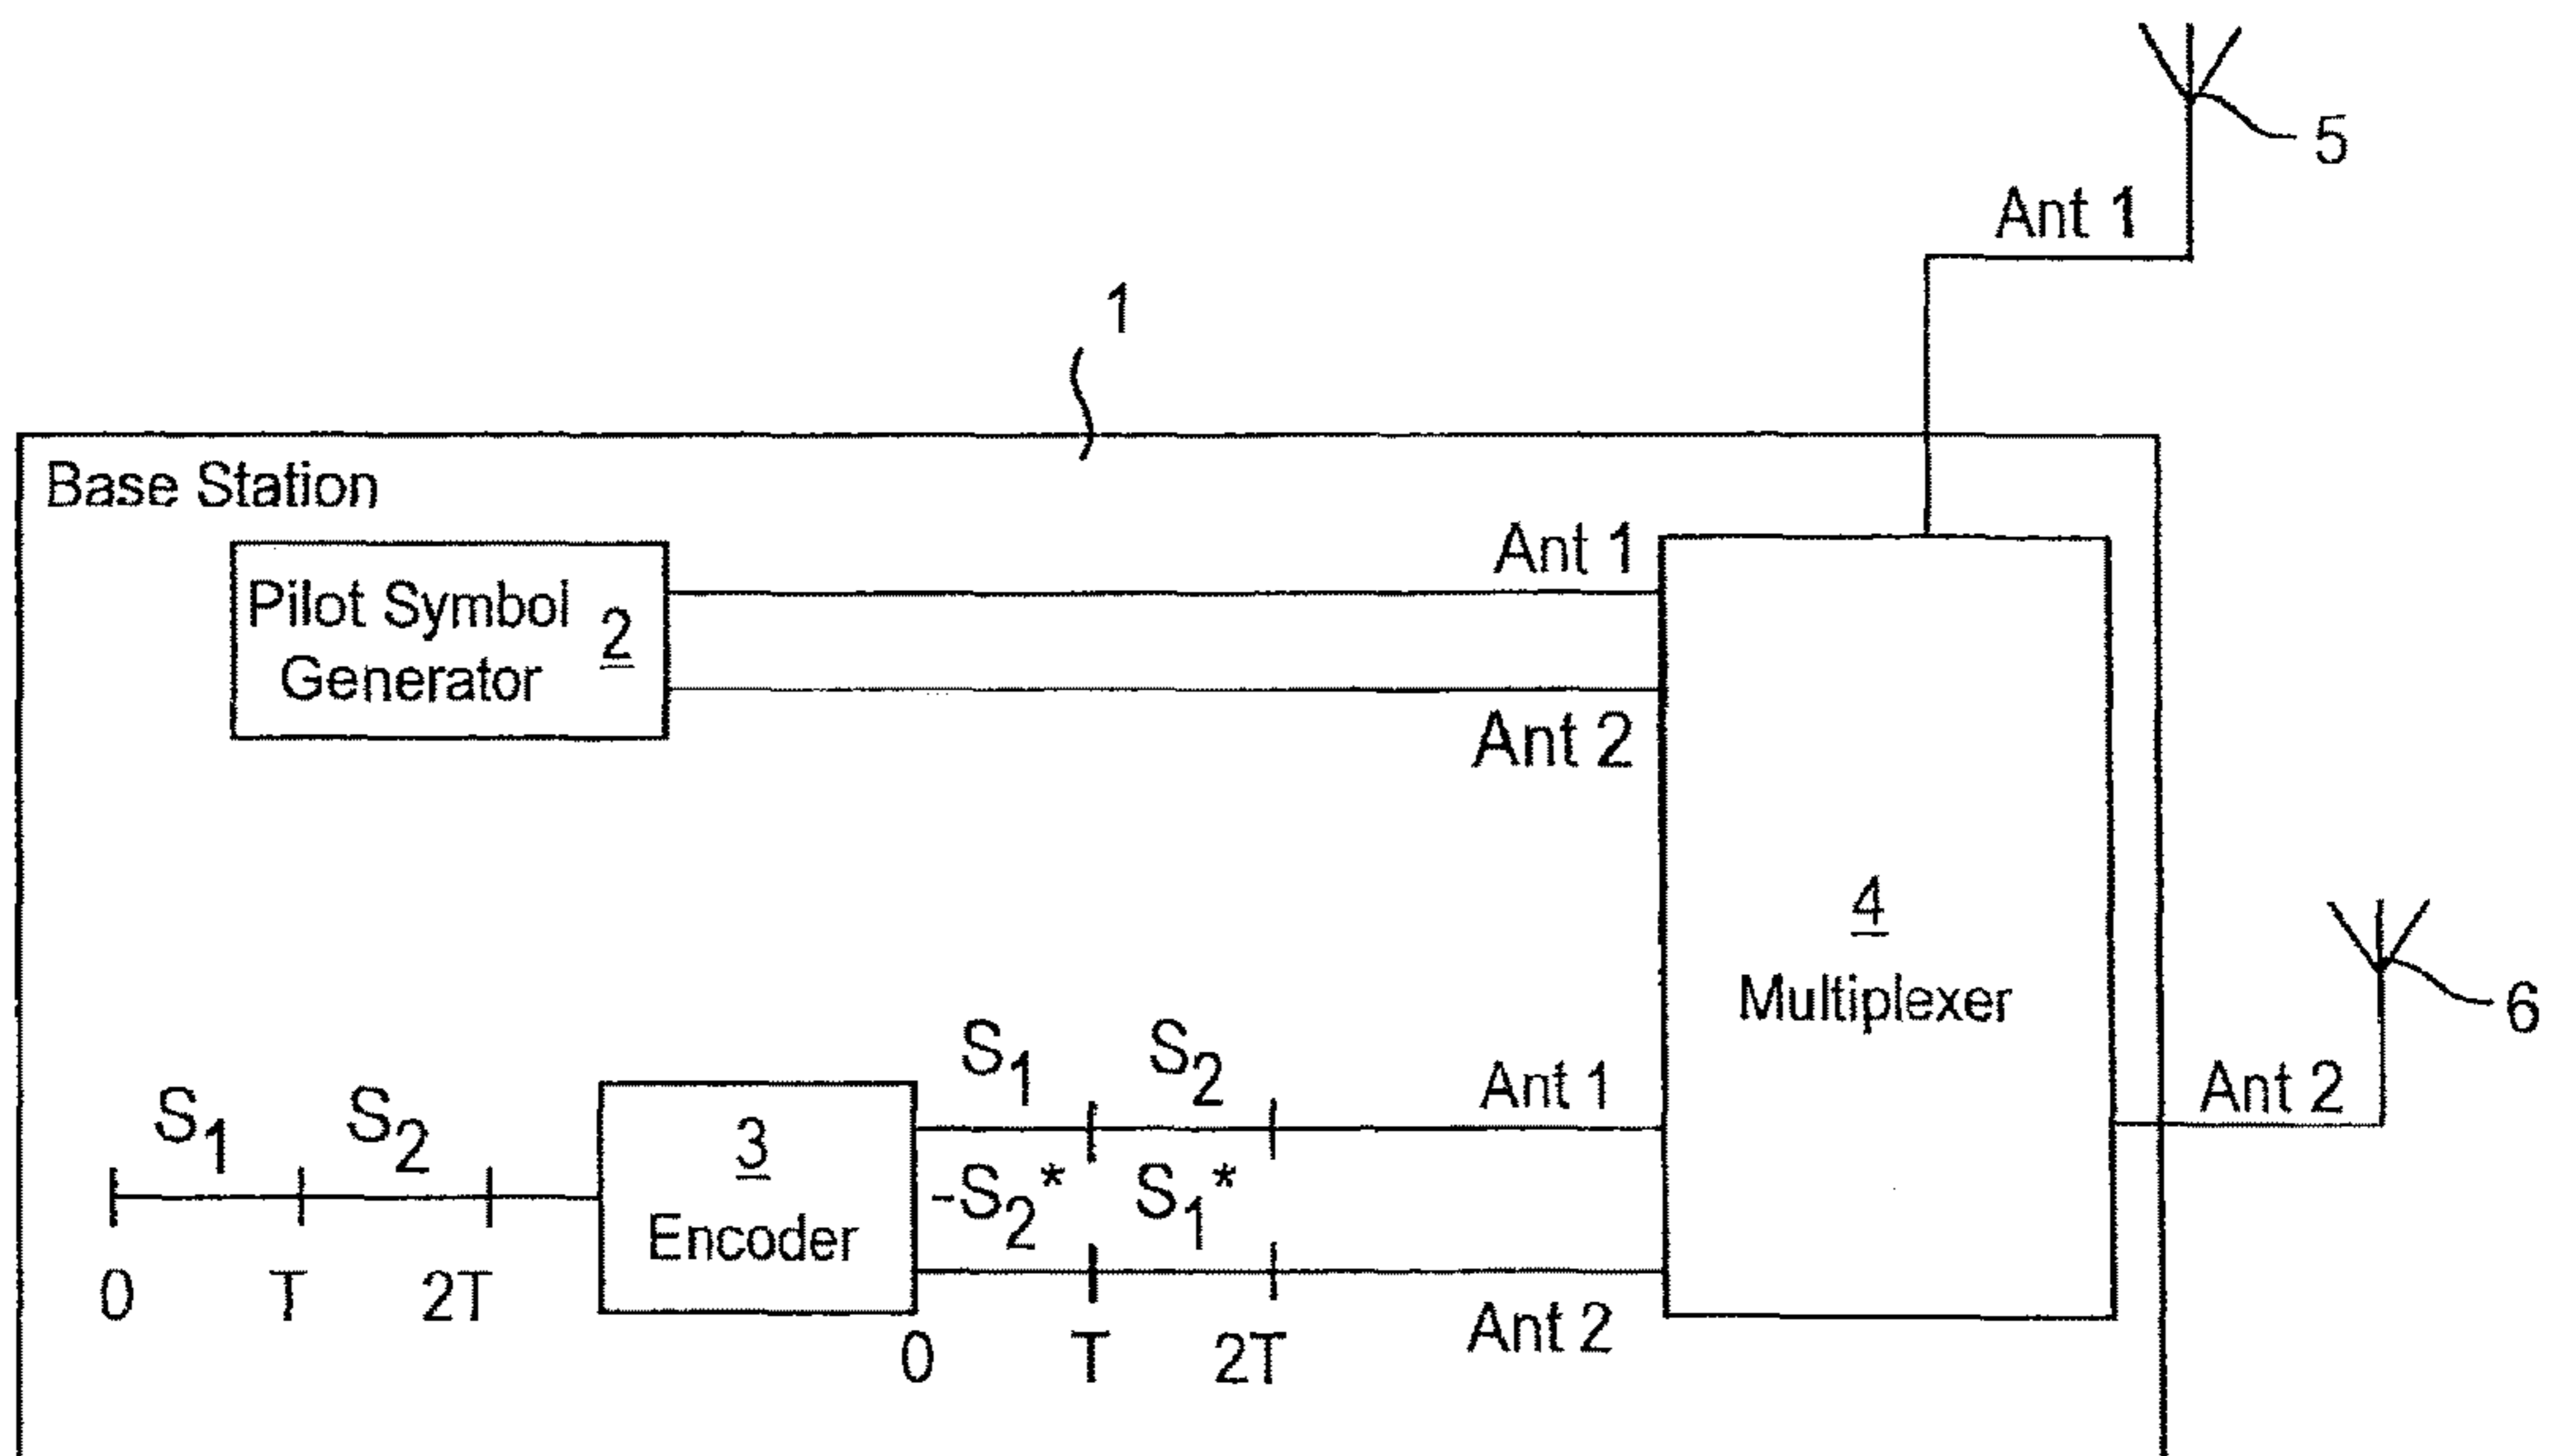 5
Ant 1
1
Base Station
Pilot Symbol
Generator
2
Ant 1
Ant 2
4
Multiplexer
6
Ant 2
S1 S2
0 T 2T
3
Encoder
S1 S2
-S2* S1*
0 T 2T
Ant 1
Ant 2